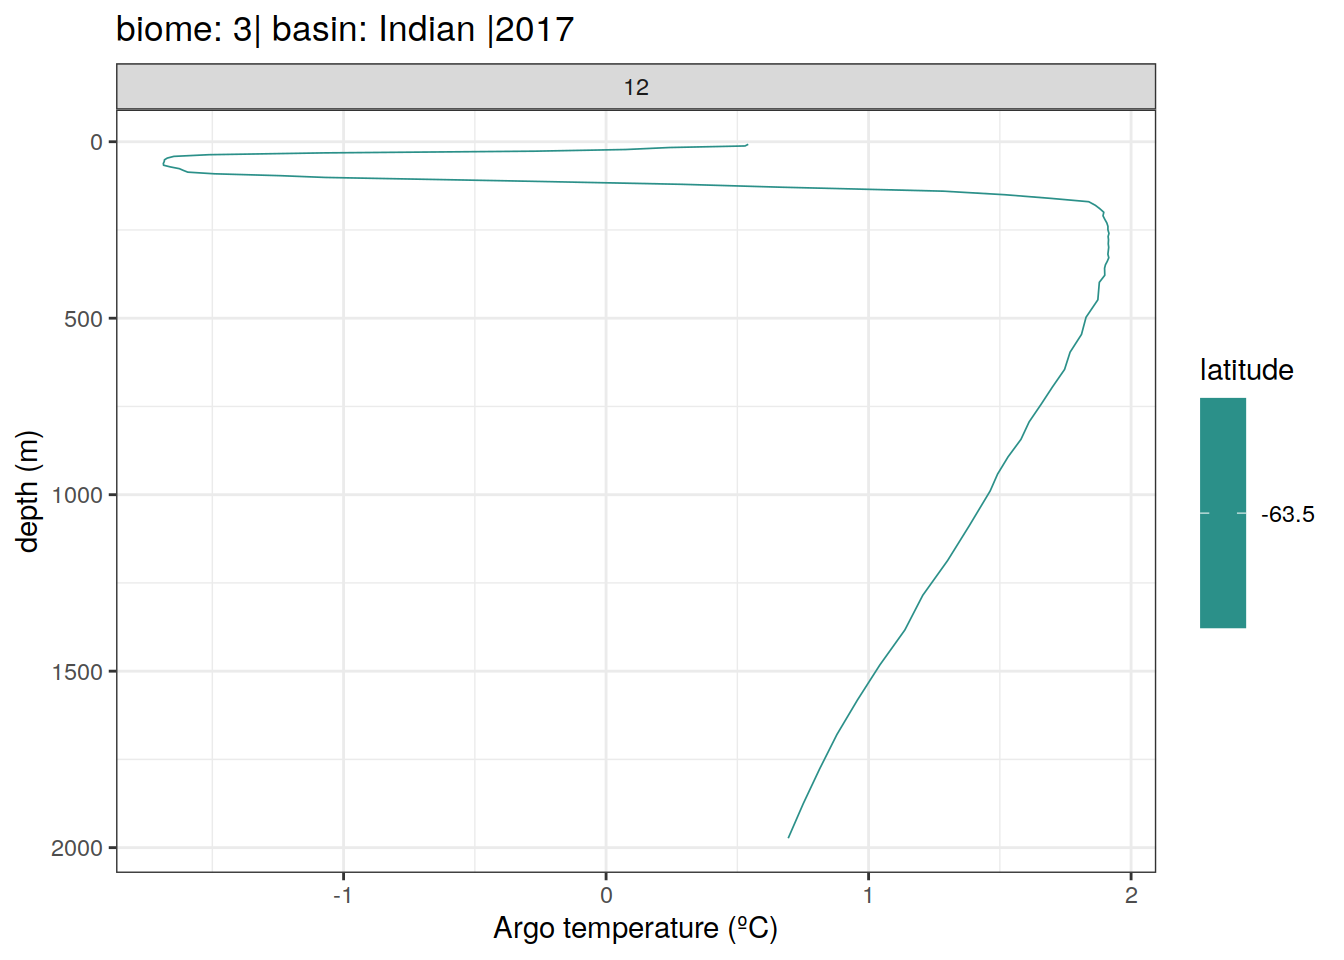 biome: 3| basin: Indian |2017
12
0
500
1000
1500
2000
depth (m)
-1
0
1
2
Argo temperature (ºC)
latitude
-63.5